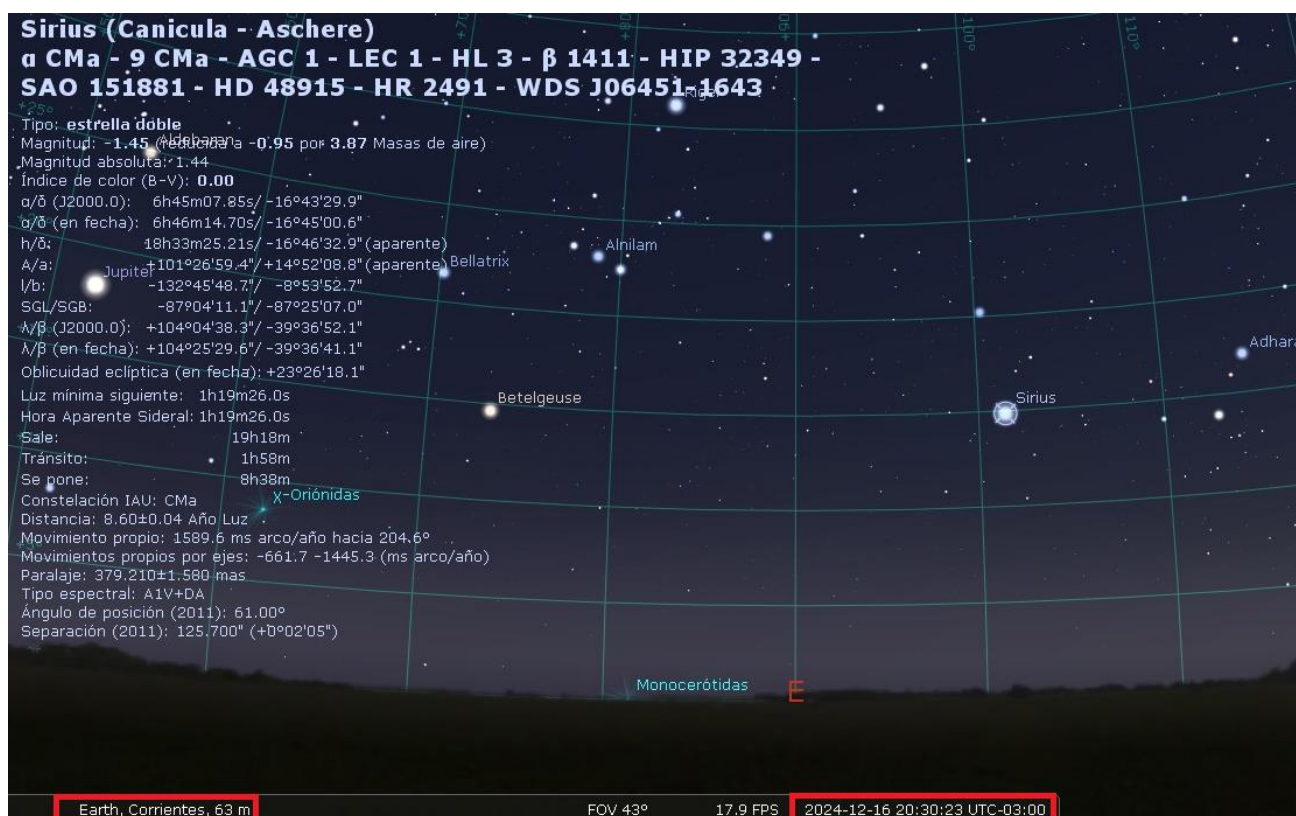 Sirius (Canicula - Aschere)
α CMa - 9 CMa - AGC 1 - LEC 1 - HL 3 - β 1411 - HIP 32349 -
SAO 151881 - HD 48915 - HR 2491 - WDS J06451-1643
Rigel
+25°
Tipo: estrella doble
Aldebaran
Magnitud: -1.45 (reducida a -0.95 por 3.87 Masas de aire)
Magnitud absoluta: 1.44
Índice de color (B-V): 0.00
α/δ (J2000.0): 6h45m07.85s/ -16°43'29.9"
α/δ (en fecha): 6h46m14.70s/ -16°45'00.6"
h/δ: 18h33m25.21s/ -16°46'32.9" (aparente)
A/a: +101°26'59.4"/+14°52'08.8" (aparente)
l/b: -132°45'48.7"/ -8°53'52.7"
SGL/SGB: -87°04'11.1"/ -87°25'07.0"
λ/β (J2000.0): +104°04'38.3"/ -39°36'52.1"
λ/β (en fecha): +104°25'29.6"/ -39°36'41.1"
Oblicuidad eclíptica (en fecha): +23°26'18.1"
Luz mínima siguiente: 1h19m26.0s
Hora Aparente Sideral: 1h19m26.0s
Sale: 19h18m
Tránsito: 1h58m
Se pone: 8h38m
Constelación IAU: CMa
Distancia: 8.60±0.04 Año Luz
Movimiento propio: 1589.6 ms arco/año hacia 204.6°
Movimientos propios por ejes: -661.7 -1445.3 (ms arco/año)
Paralaje: 379.210±1.580 mas
Tipo espectral: A1V+DA
Ángulo de posición (2011): 61.00°
Separación (2011): 125.700" (+0°02'05")
+70°
+80°
+90°
+100°
+110°
Alnilam
Bellatrix
Jupiter
Adhara
Betelgeuse
Sirius
χ-Oriónidas
Monocerótidas
E
Earth, Corrientes, 63 m
FOV 43°
17.9 FPS
2024-12-16 20:30:23 UTC-03:00